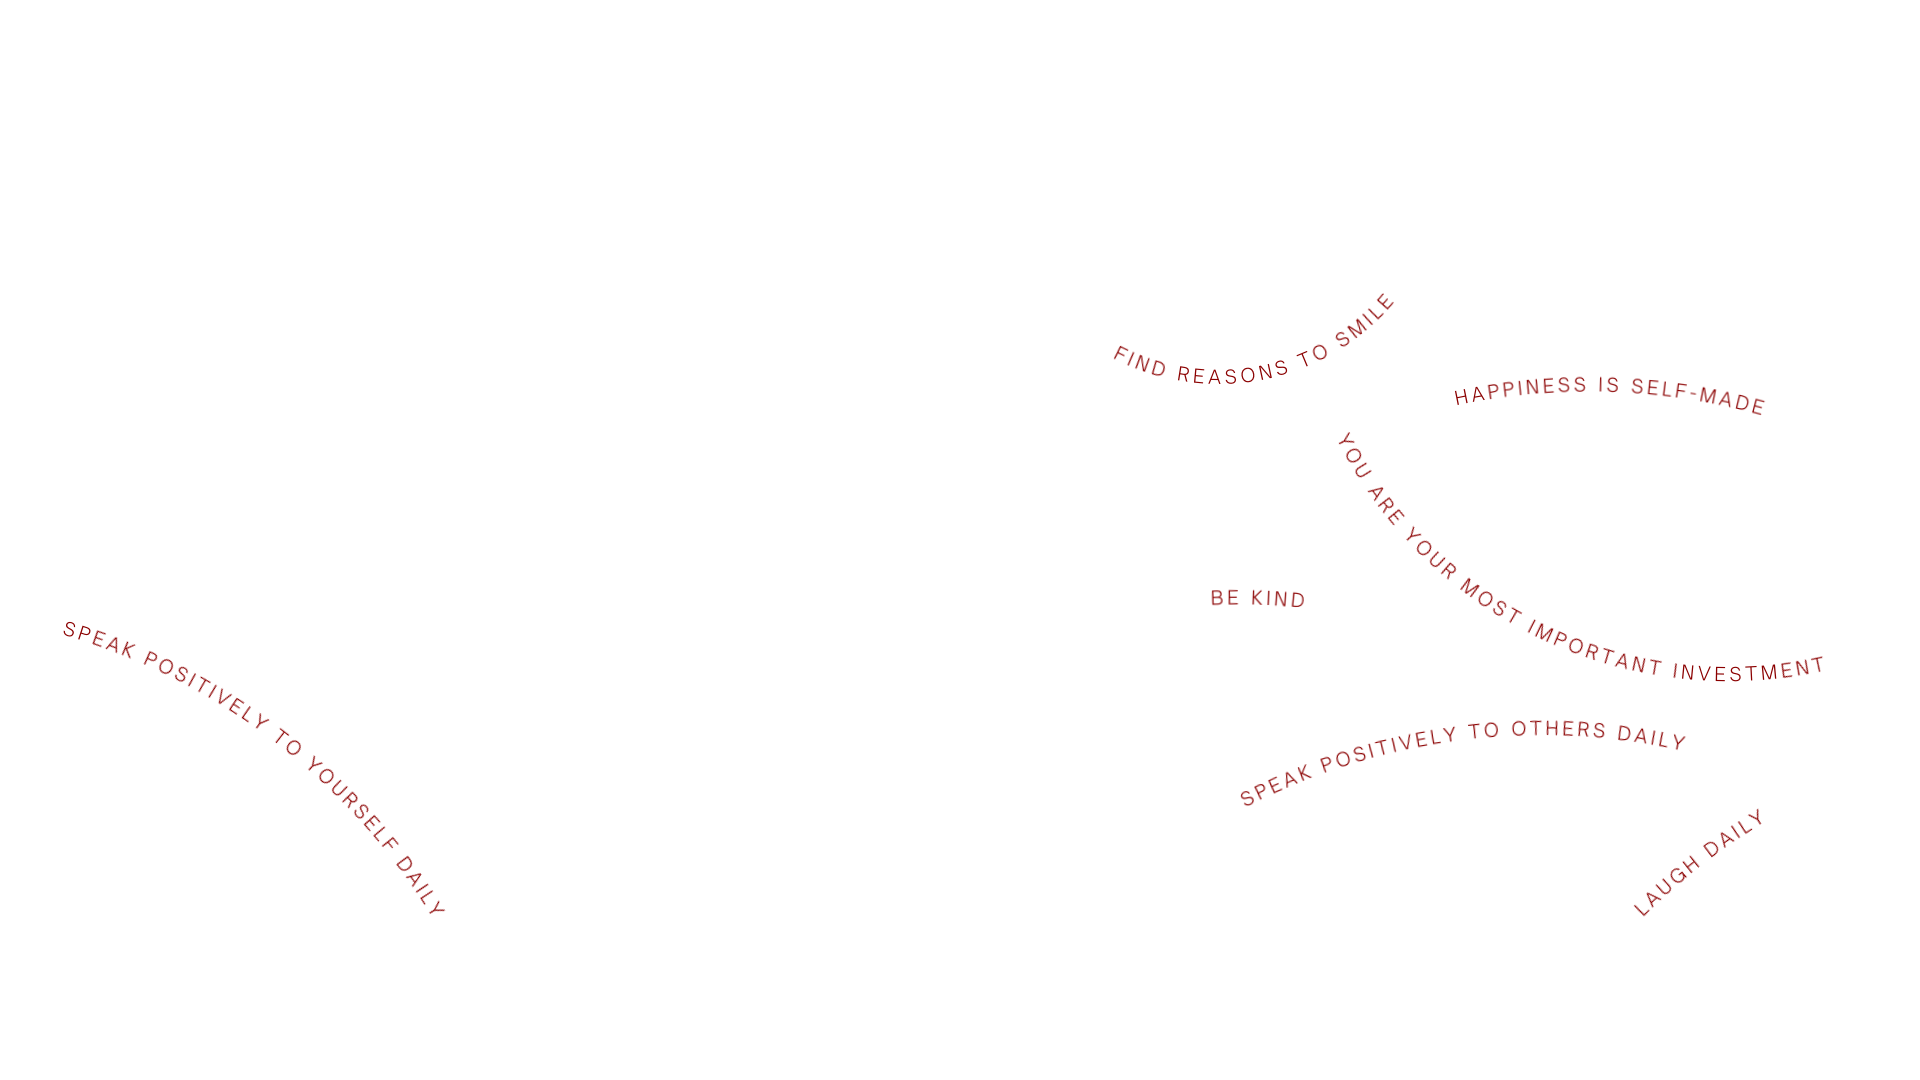 FIND REASONS TO SMILE
HAPPINESS IS SELF-MADE
YOU ARE YOUR MOST IMPORTANT INVESTMENT
BE KIND
SPEAK POSITIVELY TO YOURSELF DAILY
SPEAK POSITIVELY TO OTHERS DAILY
LAUGH DAILY